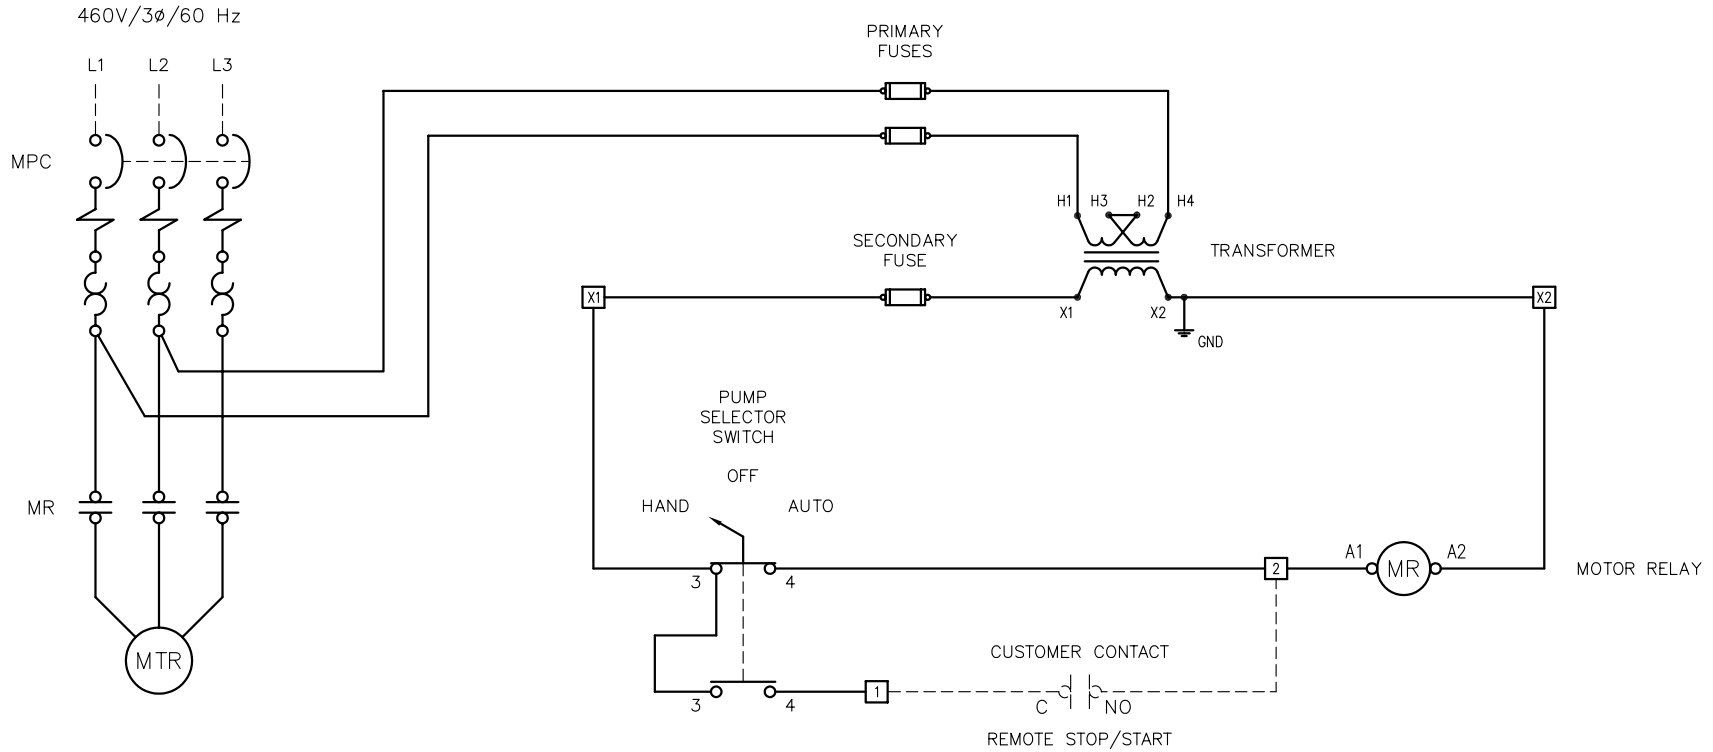 460V/3ø/60 Hz
L1 L2 L3
PRIMARY
FUSES
MPC
H1 H3 H2 H4
SECONDARY
FUSE
TRANSFORMER
X1
X2
X1
X2
GND
PUMP
SELECTOR
SWITCH
OFF
HAND
AUTO
MR
3
4
2
A1
MR
A2
MOTOR RELAY
MTR
CUSTOMER CONTACT
3
4
1
C
NO
REMOTE STOP/START